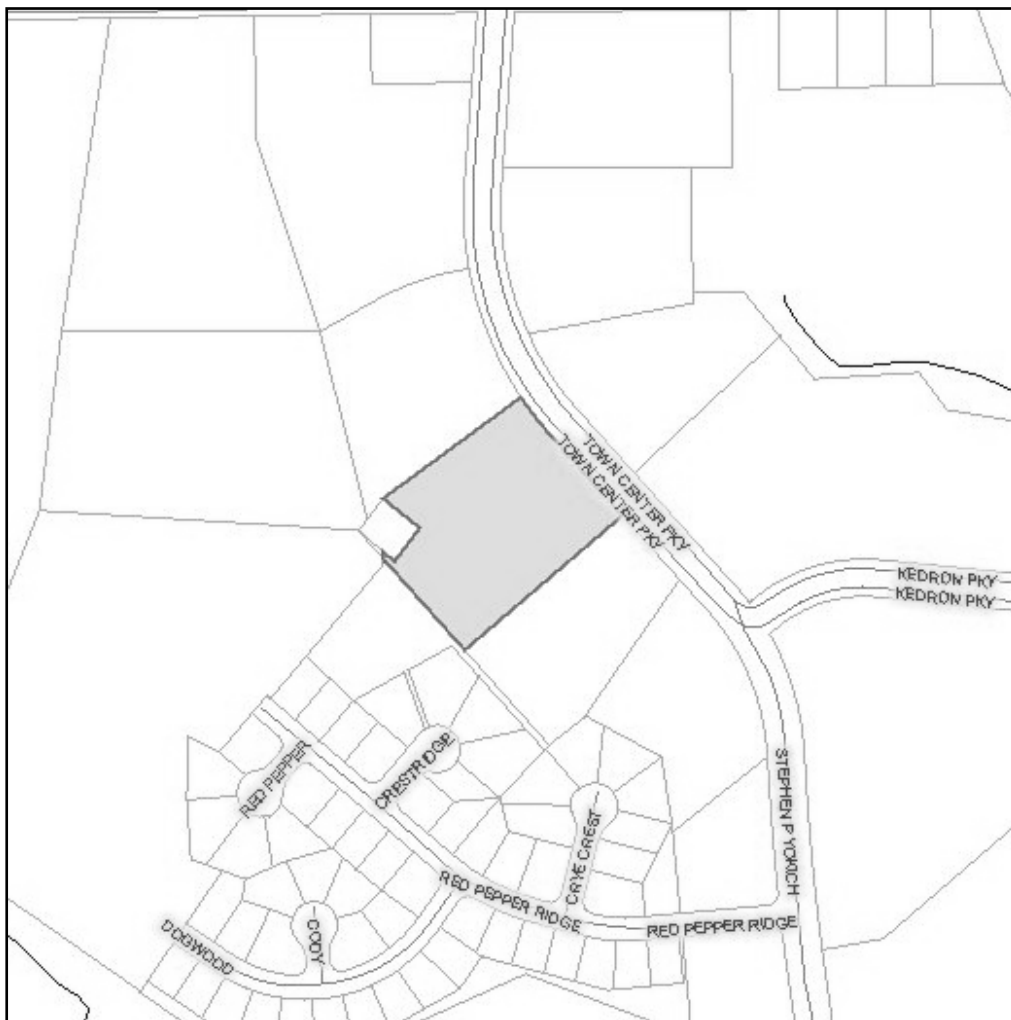 TOWN CENTER PKY
TOWN CENTER PKY
KEDRON PKY
KEDRON PKY
RED PEPPER
CRESTRIDGE
STEPHEN P YOKICH
CRYE CREST
RED PEPPER RIDGE
RED PEPPER RIDGE
DOGWOOD
CODY